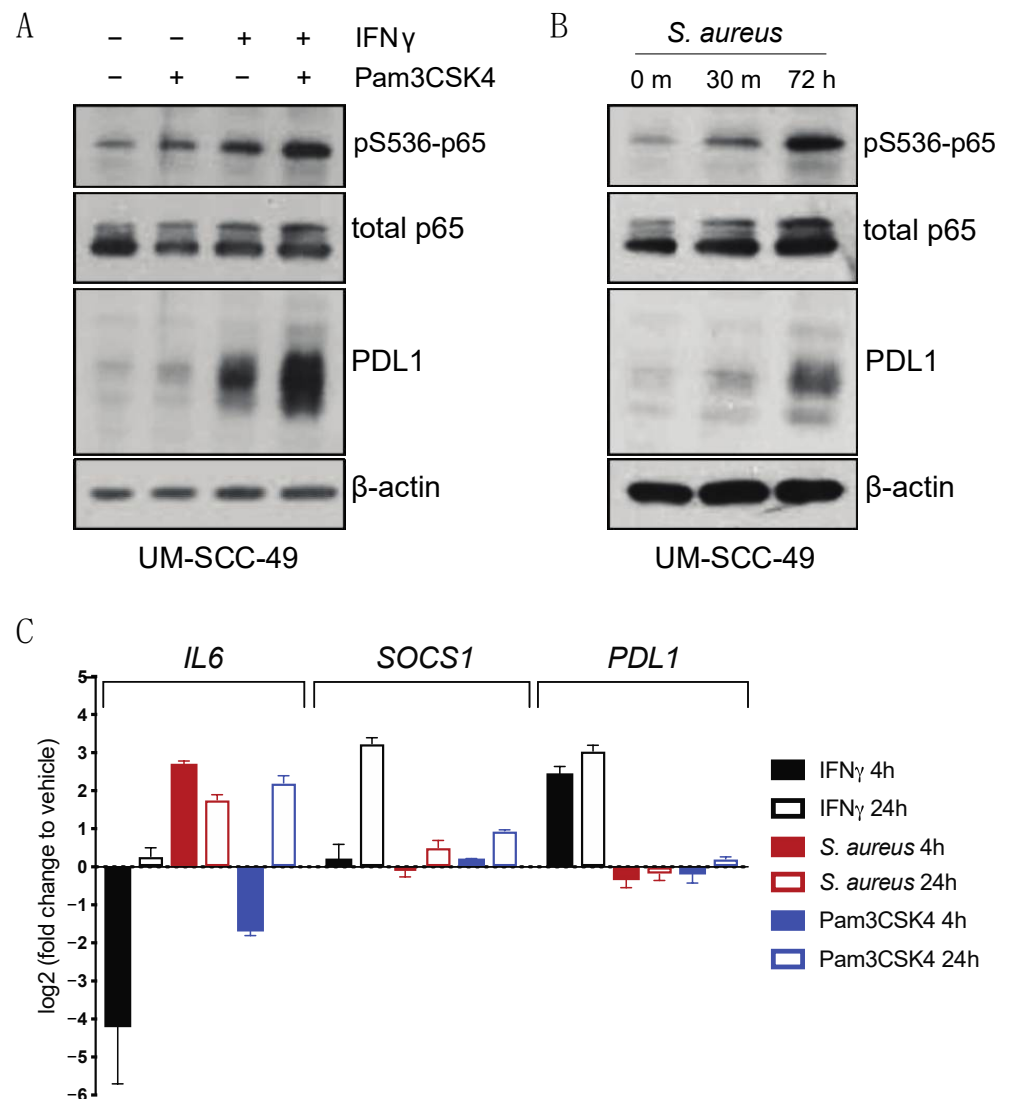 A
– – + + IFNγ
– + – + Pam3CSK4
pS536-p65
total p65
PDL1
β-actin
UM-SCC-49
B
S. aureus
0 m 30 m 72 h
pS536-p65
total p65
PDL1
β-actin
UM-SCC-49
C
IL6 SOCS1 PDL1
log2 (fold change to vehicle)
5
4
3
2
1
0
−1
−2
−3
−4
−5
−6
IFNγ 4h
IFNγ 24h
S. aureus 4h
S. aureus 24h
Pam3CSK4 4h
Pam3CSK4 24h